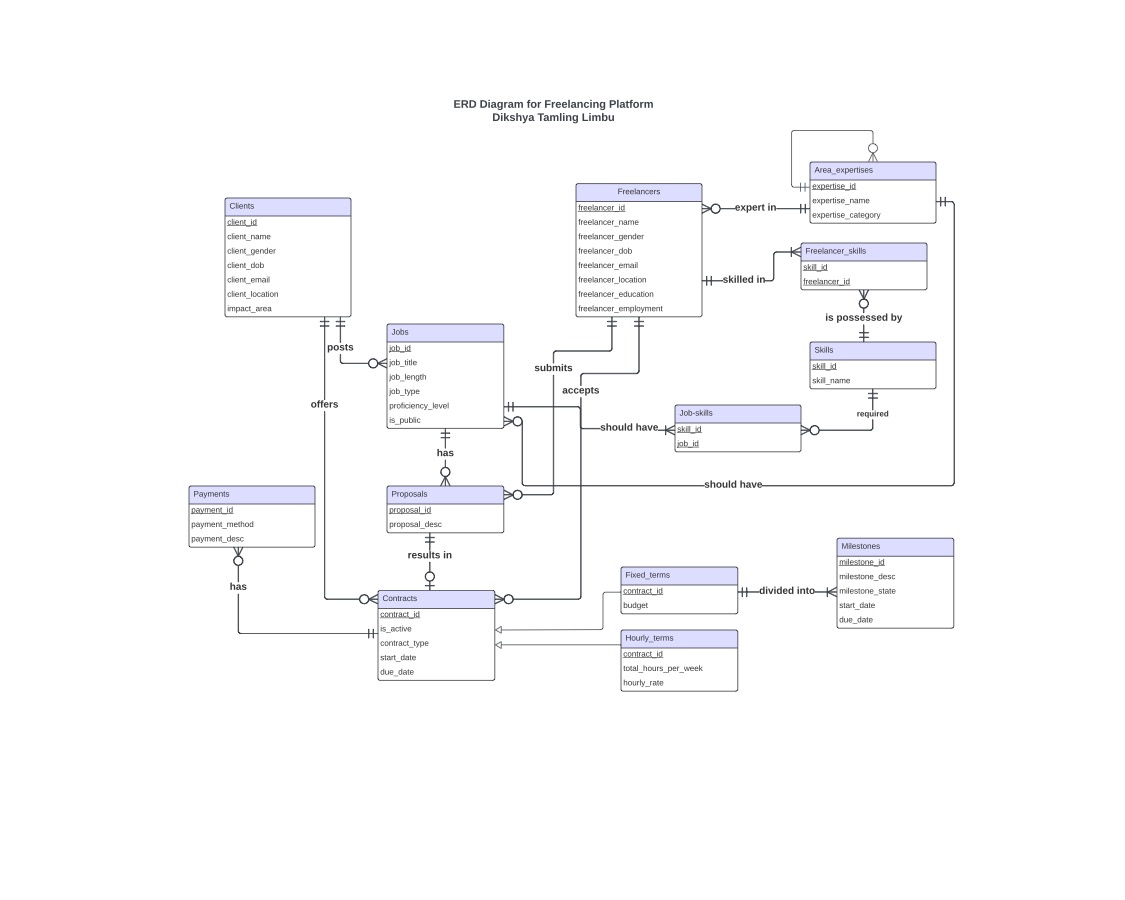 ERD Diagram for Freelancing Platform
Dikshya Tamling Limbu
Area_expertises
expertise_id
expertise_name
expertise_category
Freelancers
freelancer_id
freelancer_name
freelancer_gender
freelancer_dob
freelancer_email
freelancer_location
freelancer_education
freelancer_employment
expert in
Clients
client_id
client_name
client_gender
client_dob
client_email
client_location
impact_area
Freelancer_skills
skill_id
freelancer_id
skilled in
is possessed by
posts
Jobs
job_id
job_title
job_length
job_type
proficiency_level
is_public
submits
accepts
Skills
skill_id
skill_name
offers
required
Job-skills
skill_id
job_id
should have
has
should have
Payments
payment_id
payment_method
payment_desc
Proposals
proposal_id
proposal_desc
results in
has
Contracts
contract_id
is_active
contract_type
start_date
due_date
Fixed_terms
contract_id
budget
divided into
Milestones
milestone_id
milestone_desc
milestone_state
start_date
due_date
Hourly_terms
contract_id
total_hours_per_week
hourly_rate